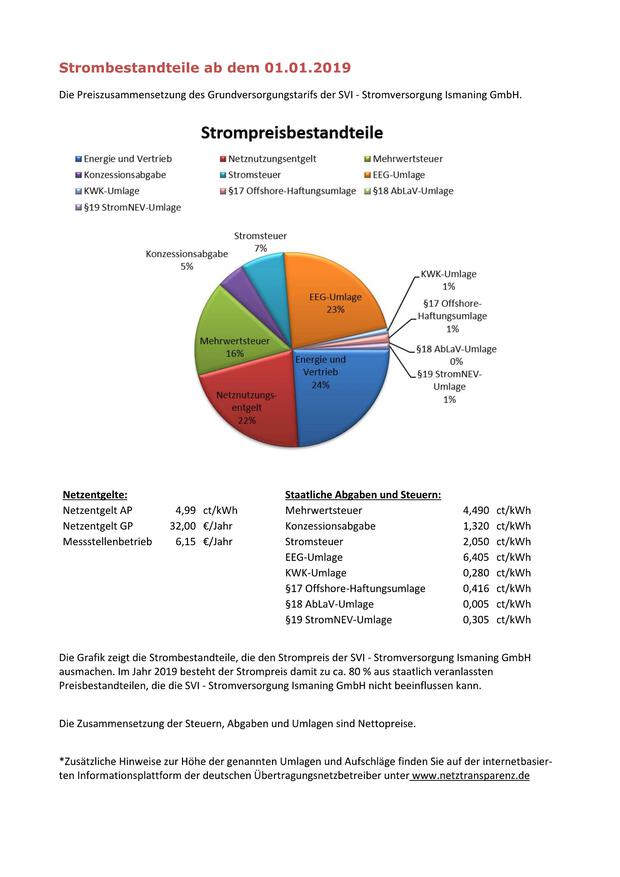 Strombestandteile ab dem 01.01.2019
Die Preiszusammensetzung des Grundversorgungstarifs der SVI - Stromversorgung Ismaning GmbH.
Strompreisbestandteile
Energie und Vertrieb
Netznutzungsentgelt
Mehrwertsteuer
Konzessionsabgabe
Stromsteuer
EEG-Umlage
KWK-Umlage
§17 Offshore-Haftungsumlage
§18 AbLaV-Umlage
§19 StromNEV-Umlage
Stromsteuer
7%
Konzessionsabgabe
5%
EEG-Umlage
23%
KWK-Umlage
1%
§17 Offshore-
Haftungsumlage
1%
§18 AbLaV-Umlage
0%
§19 StromNEV-
Umlage
1%
Mehrwertsteuer
16%
Energie und
Vertrieb
24%
Netznutzungs-
entgelt
22%
Netzentgelte:
Netzentgelt AP 4,99 ct/kWh
Netzentgelt GP 32,00 €/Jahr
Messstellenbetrieb 6,15 €/Jahr
Staatliche Abgaben und Steuern:
Mehrwertsteuer 4,490 ct/kWh
Konzessionsabgabe 1,320 ct/kWh
Stromsteuer 2,050 ct/kWh
EEG-Umlage 6,405 ct/kWh
KWK-Umlage 0,280 ct/kWh
§17 Offshore-Haftungsumlage 0,416 ct/kWh
§18 AbLaV-Umlage 0,005 ct/kWh
§19 StromNEV-Umlage 0,305 ct/kWh
Die Grafik zeigt die Strombestandteile, die den Strompreis der SVI - Stromversorgung Ismaning GmbH
ausmachen. Im Jahr 2019 besteht der Strompreis damit zu ca. 80 % aus staatlich veranlassten
Preisbestandteilen, die die SVI - Stromversorgung Ismaning GmbH nicht beeinflussen kann.
Die Zusammensetzung der Steuern, Abgaben und Umlagen sind Nettopreise.
*Zusätzliche Hinweise zur Höhe der genannten Umlagen und Aufschläge finden Sie auf der internetbasier-
ten Informationsplattform der deutschen Übertragungsnetzbetreiber unter www.netztransparenz.de